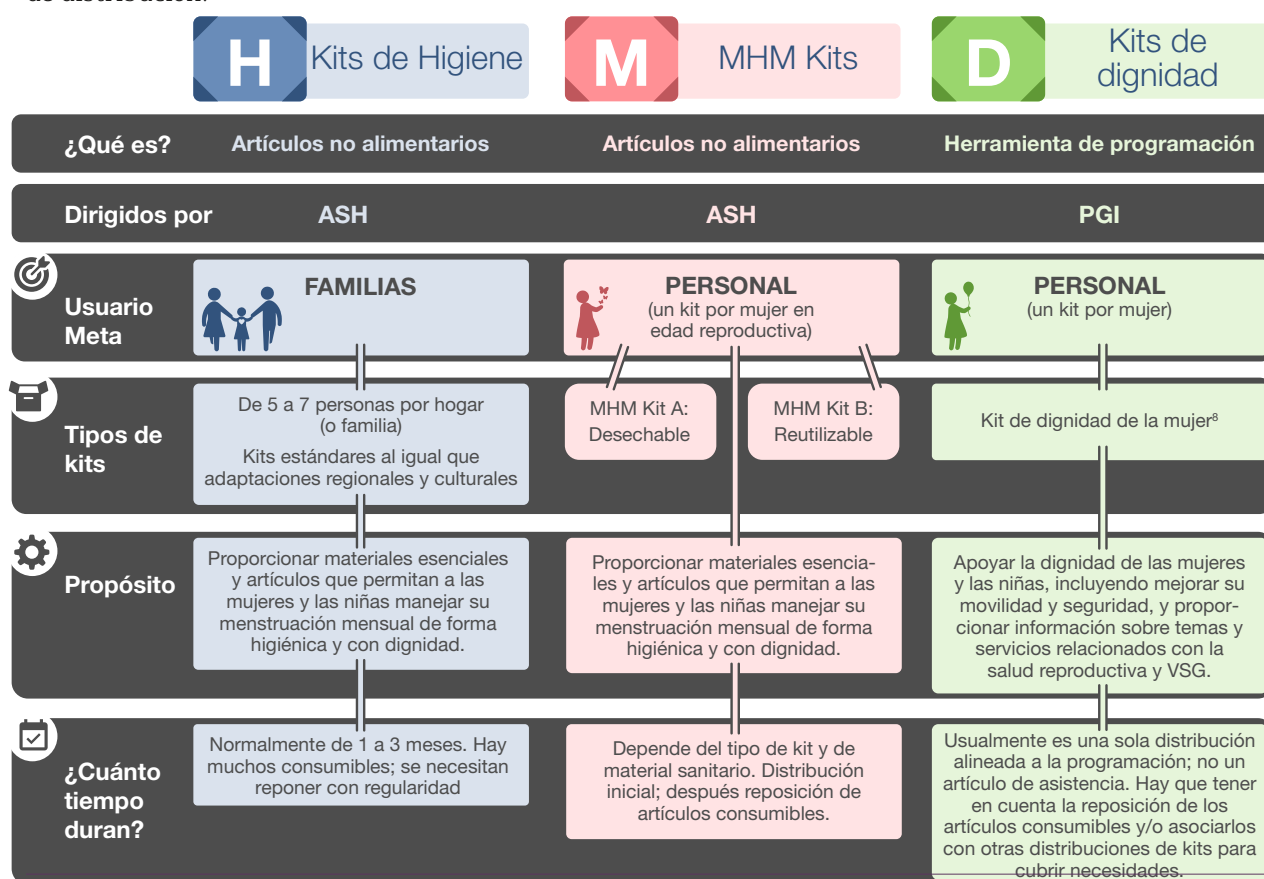 de distribución.
H Kits de Higiene
M MHM Kits
D Kits de
dignidad
¿Qué es?
Artículos no alimentarios
Artículos no alimentarios
Herramienta de programación
Dirigidos por
ASH
ASH
PGI
Usuario
Meta
FAMILIAS
PERSONAL
(un kit por mujer en
edad reproductiva)
PERSONAL
(un kit por mujer)
Tipos de
kits
De 5 a 7 personas por hogar
(o familia)
Kits estándares al igual que
adaptaciones regionales y culturales
MHM Kit A:
Desechable
MHM Kit B:
Reutilizable
Kit de dignidad de la mujer⁸
Propósito
Proporcionar materiales esenciales
y artículos que permitan a las
mujeres y las niñas manejar su
menstruación mensual de forma
higiénica y con dignidad.
Proporcionar materiales esencia-
les y artículos que permitan a las
mujeres y las niñas manejar su
menstruación mensual de forma
higiénica y con dignidad.
Apoyar la dignidad de las mujeres
y las niñas, incluyendo mejorar su
movilidad y seguridad, y propor-
cionar información sobre temas y
servicios relacionados con la
salud reproductiva y VSG.
¿Cuánto
tiempo
duran?
Normalmente de 1 a 3 meses. Hay
muchos consumibles; se necesitan
reponer con regularidad
Depende del tipo de kit y de
material sanitario. Distribución
inicial; después reposición de
artículos consumibles.
Usualmente es una sola distribución
alineada a la programación; no un
artículo de asistencia. Hay que tener
en cuenta la reposición de los
artículos consumibles y/o asociarlos
con otras distribuciones de kits para
cubrir necesidades.